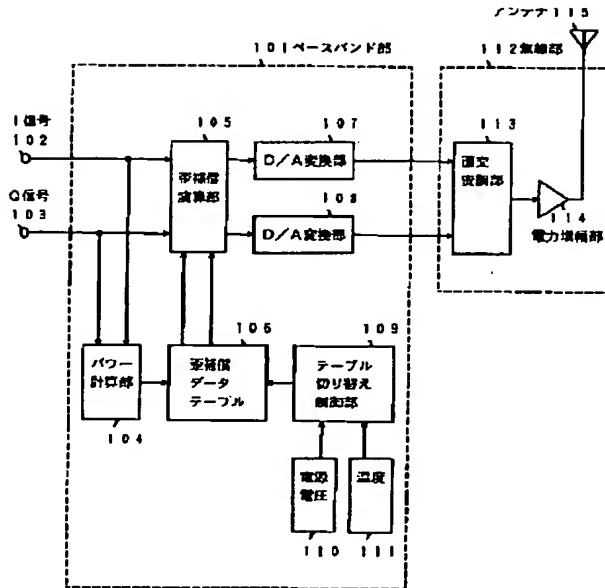 アンテナ115
101ベースバンド部
112無線部
I信号
102
105
107
113
歪補償
演算部
D/A変換部
直交
変調部
Q信号
103
108
D/A変換部
114
電力増幅部
106
109
パワー
計算部
歪補償
データ
テーブル
テーブル
切り替え
制御部
104
電源
電圧
温度
110
111